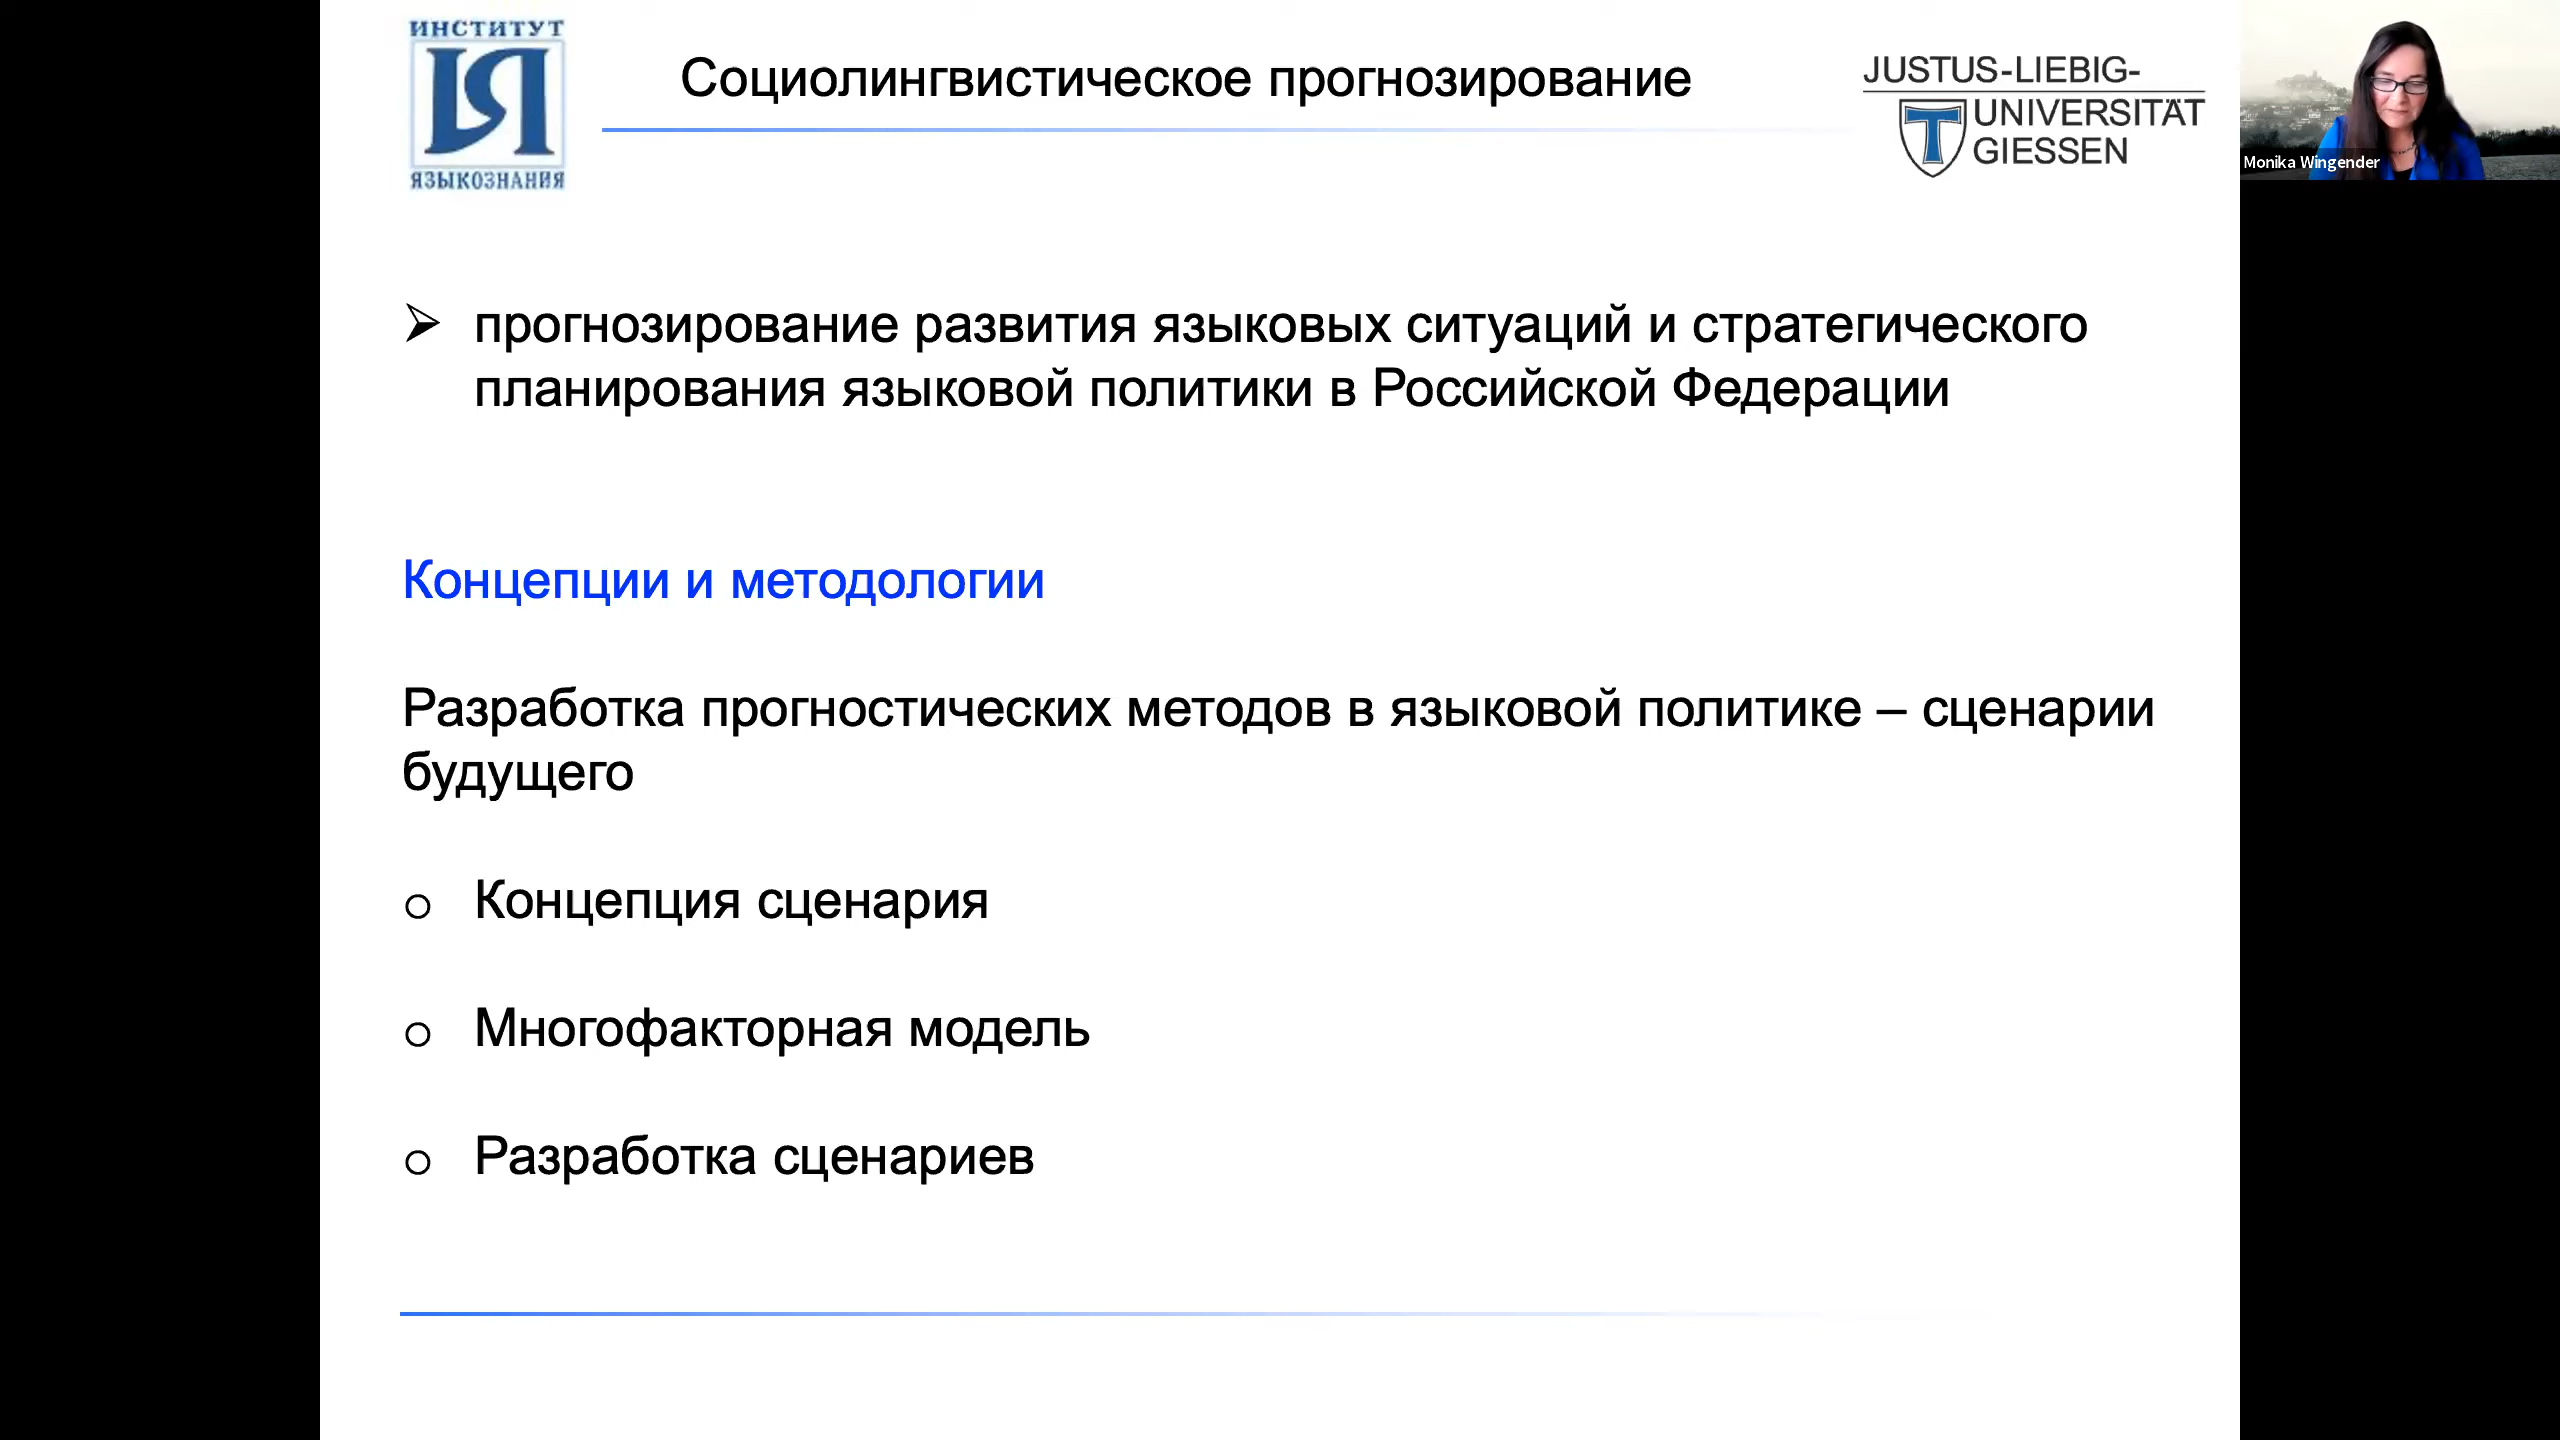 ИНСТИТУТ
ЯЗЫКОЗНАНИЯ
Социолингвистическое прогнозирование
JUSTUS-LIEBIG-
UNIVERSITÄT
GIESSEN
Monika Wingender
прогнозирование развития языковых ситуаций и стратегического
планирования языковой политики в Российской Федерации
Концепции и методологии
Разработка прогностических методов в языковой политике – сценарии
будущего
Концепция сценария
Многофакторная модель
Разработка сценариев